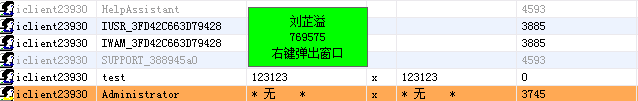 iclient23930 HelpAssistant 4593
iclient23930 IUSR_3FD42C663D79428 3885
iclient23930 IWAM_3FD42C663D79428 3885
iclient23930 SUPPORT_388945a0 4593
iclient23930 test 123123 x 123123 0
iclient23930 Administrator * 无 * x * 无 * 3745
刘芷溢
769575
右键弹出窗口